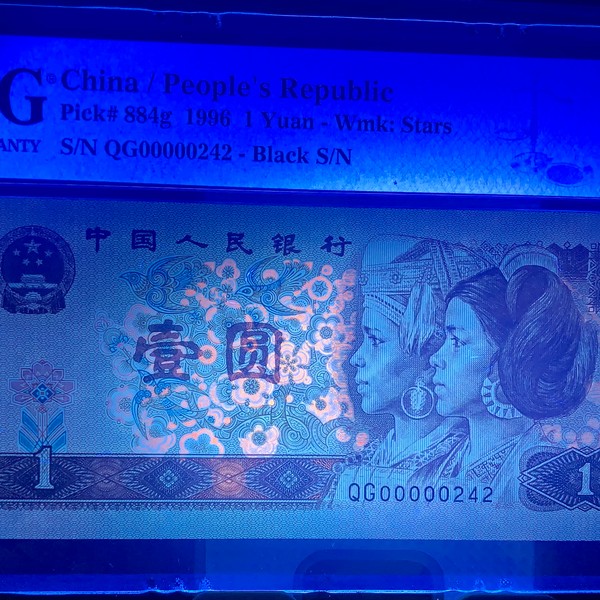 G® China / People's Republic
Pick# 884g 1996 1 Yuan - Wmk: Stars
ANTY S/N QG00000242 - Black S/N
中国人民银行
壹圆
1
QG00000242
1